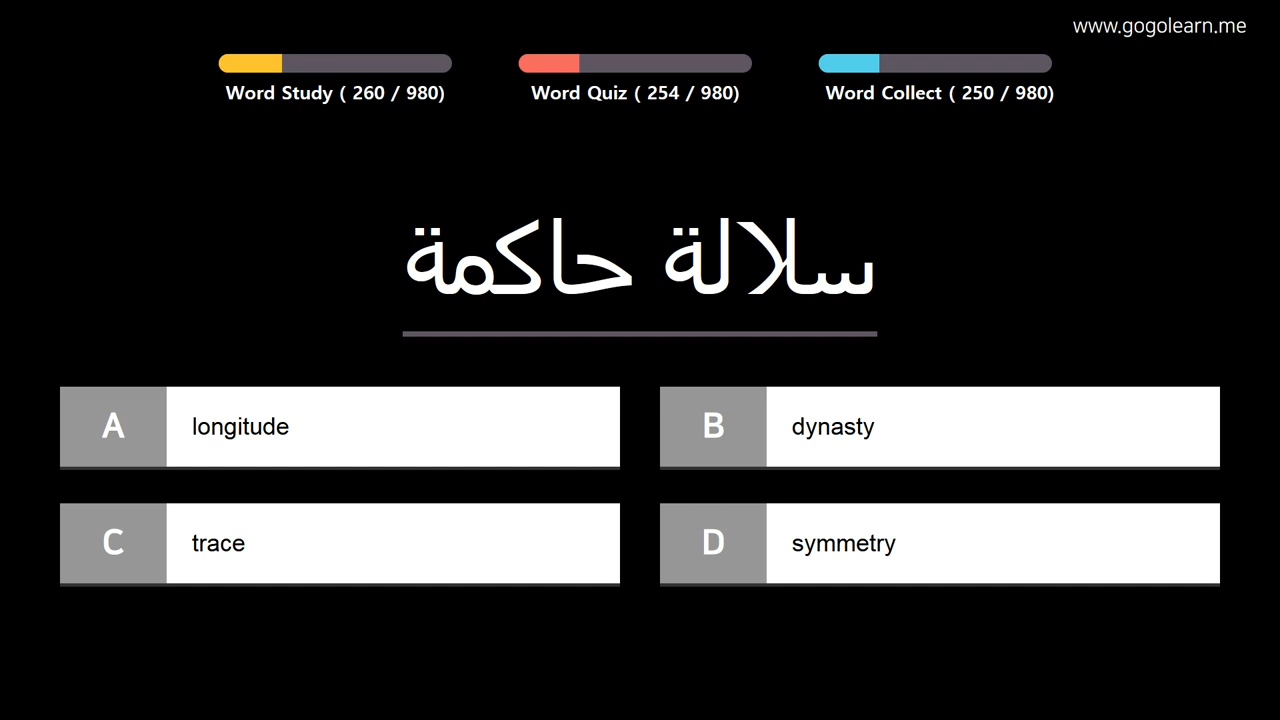 www.gogolearn.me
Word Study ( 260 / 980)
Word Quiz ( 254 / 980)
Word Collect ( 250 / 980)
سلالة حاكمة
A longitude
B dynasty
C trace
D symmetry